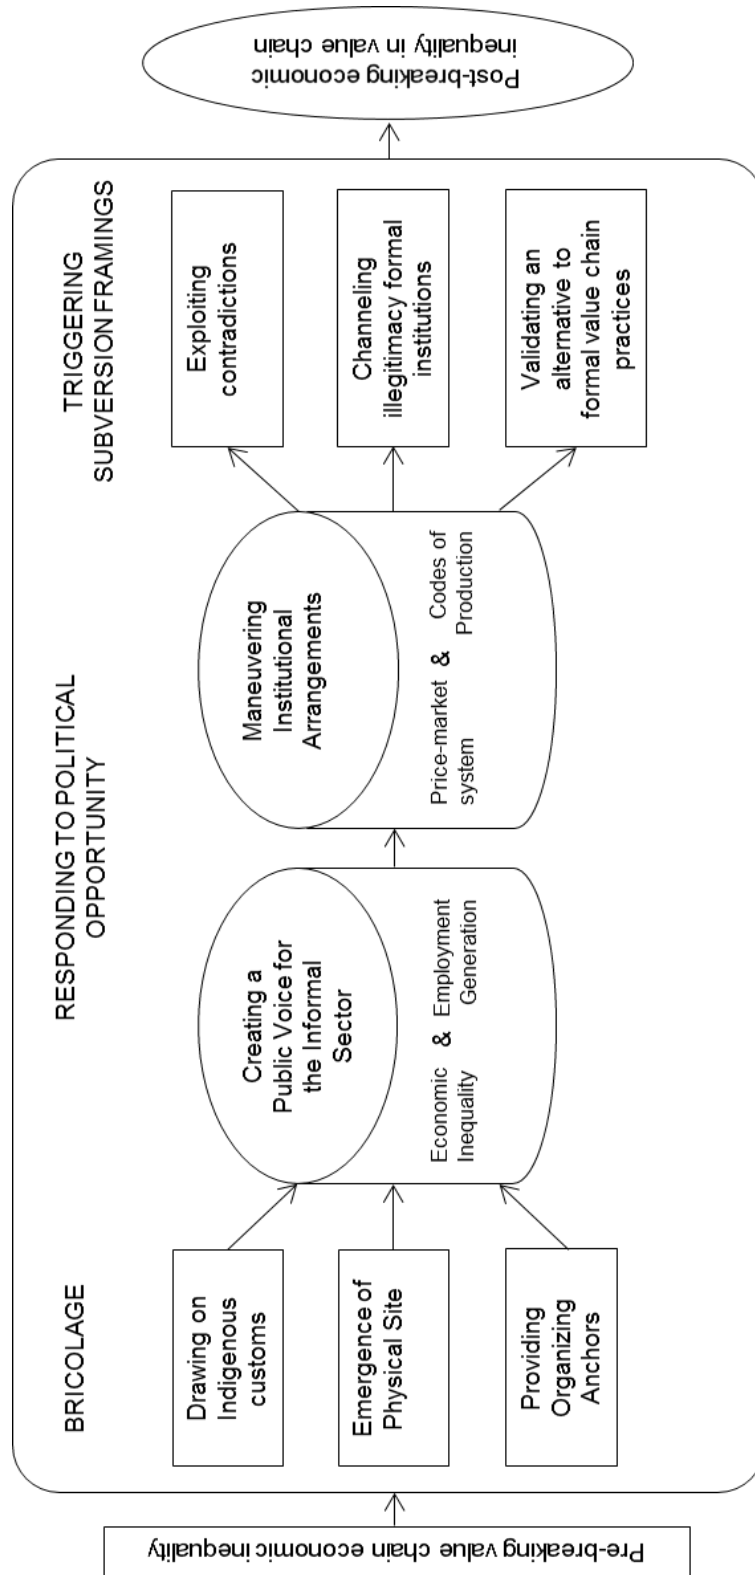 Pre-breaking value chain economic inequality
BRICOLAGE
Drawing on
Indigenous
customs
Emergence of
Physical Site
Providing
Organizing
Anchors
RESPONDING TO POLITICAL
OPPORTUNITY
Creating a
Public Voice for
the Informal
Sector
Economic & Employment
Inequality Generation
Maneuvering
Institutional
Arrangements
Price-market & Codes of
system Production
TRIGGERING
SUBVERSION FRAMINGS
Exploiting
contradictions
Channeling
illegitimacy formal
institutions
Validating an
alternative to
formal value chain
practices
Post-breaking economic
inequality in value chain